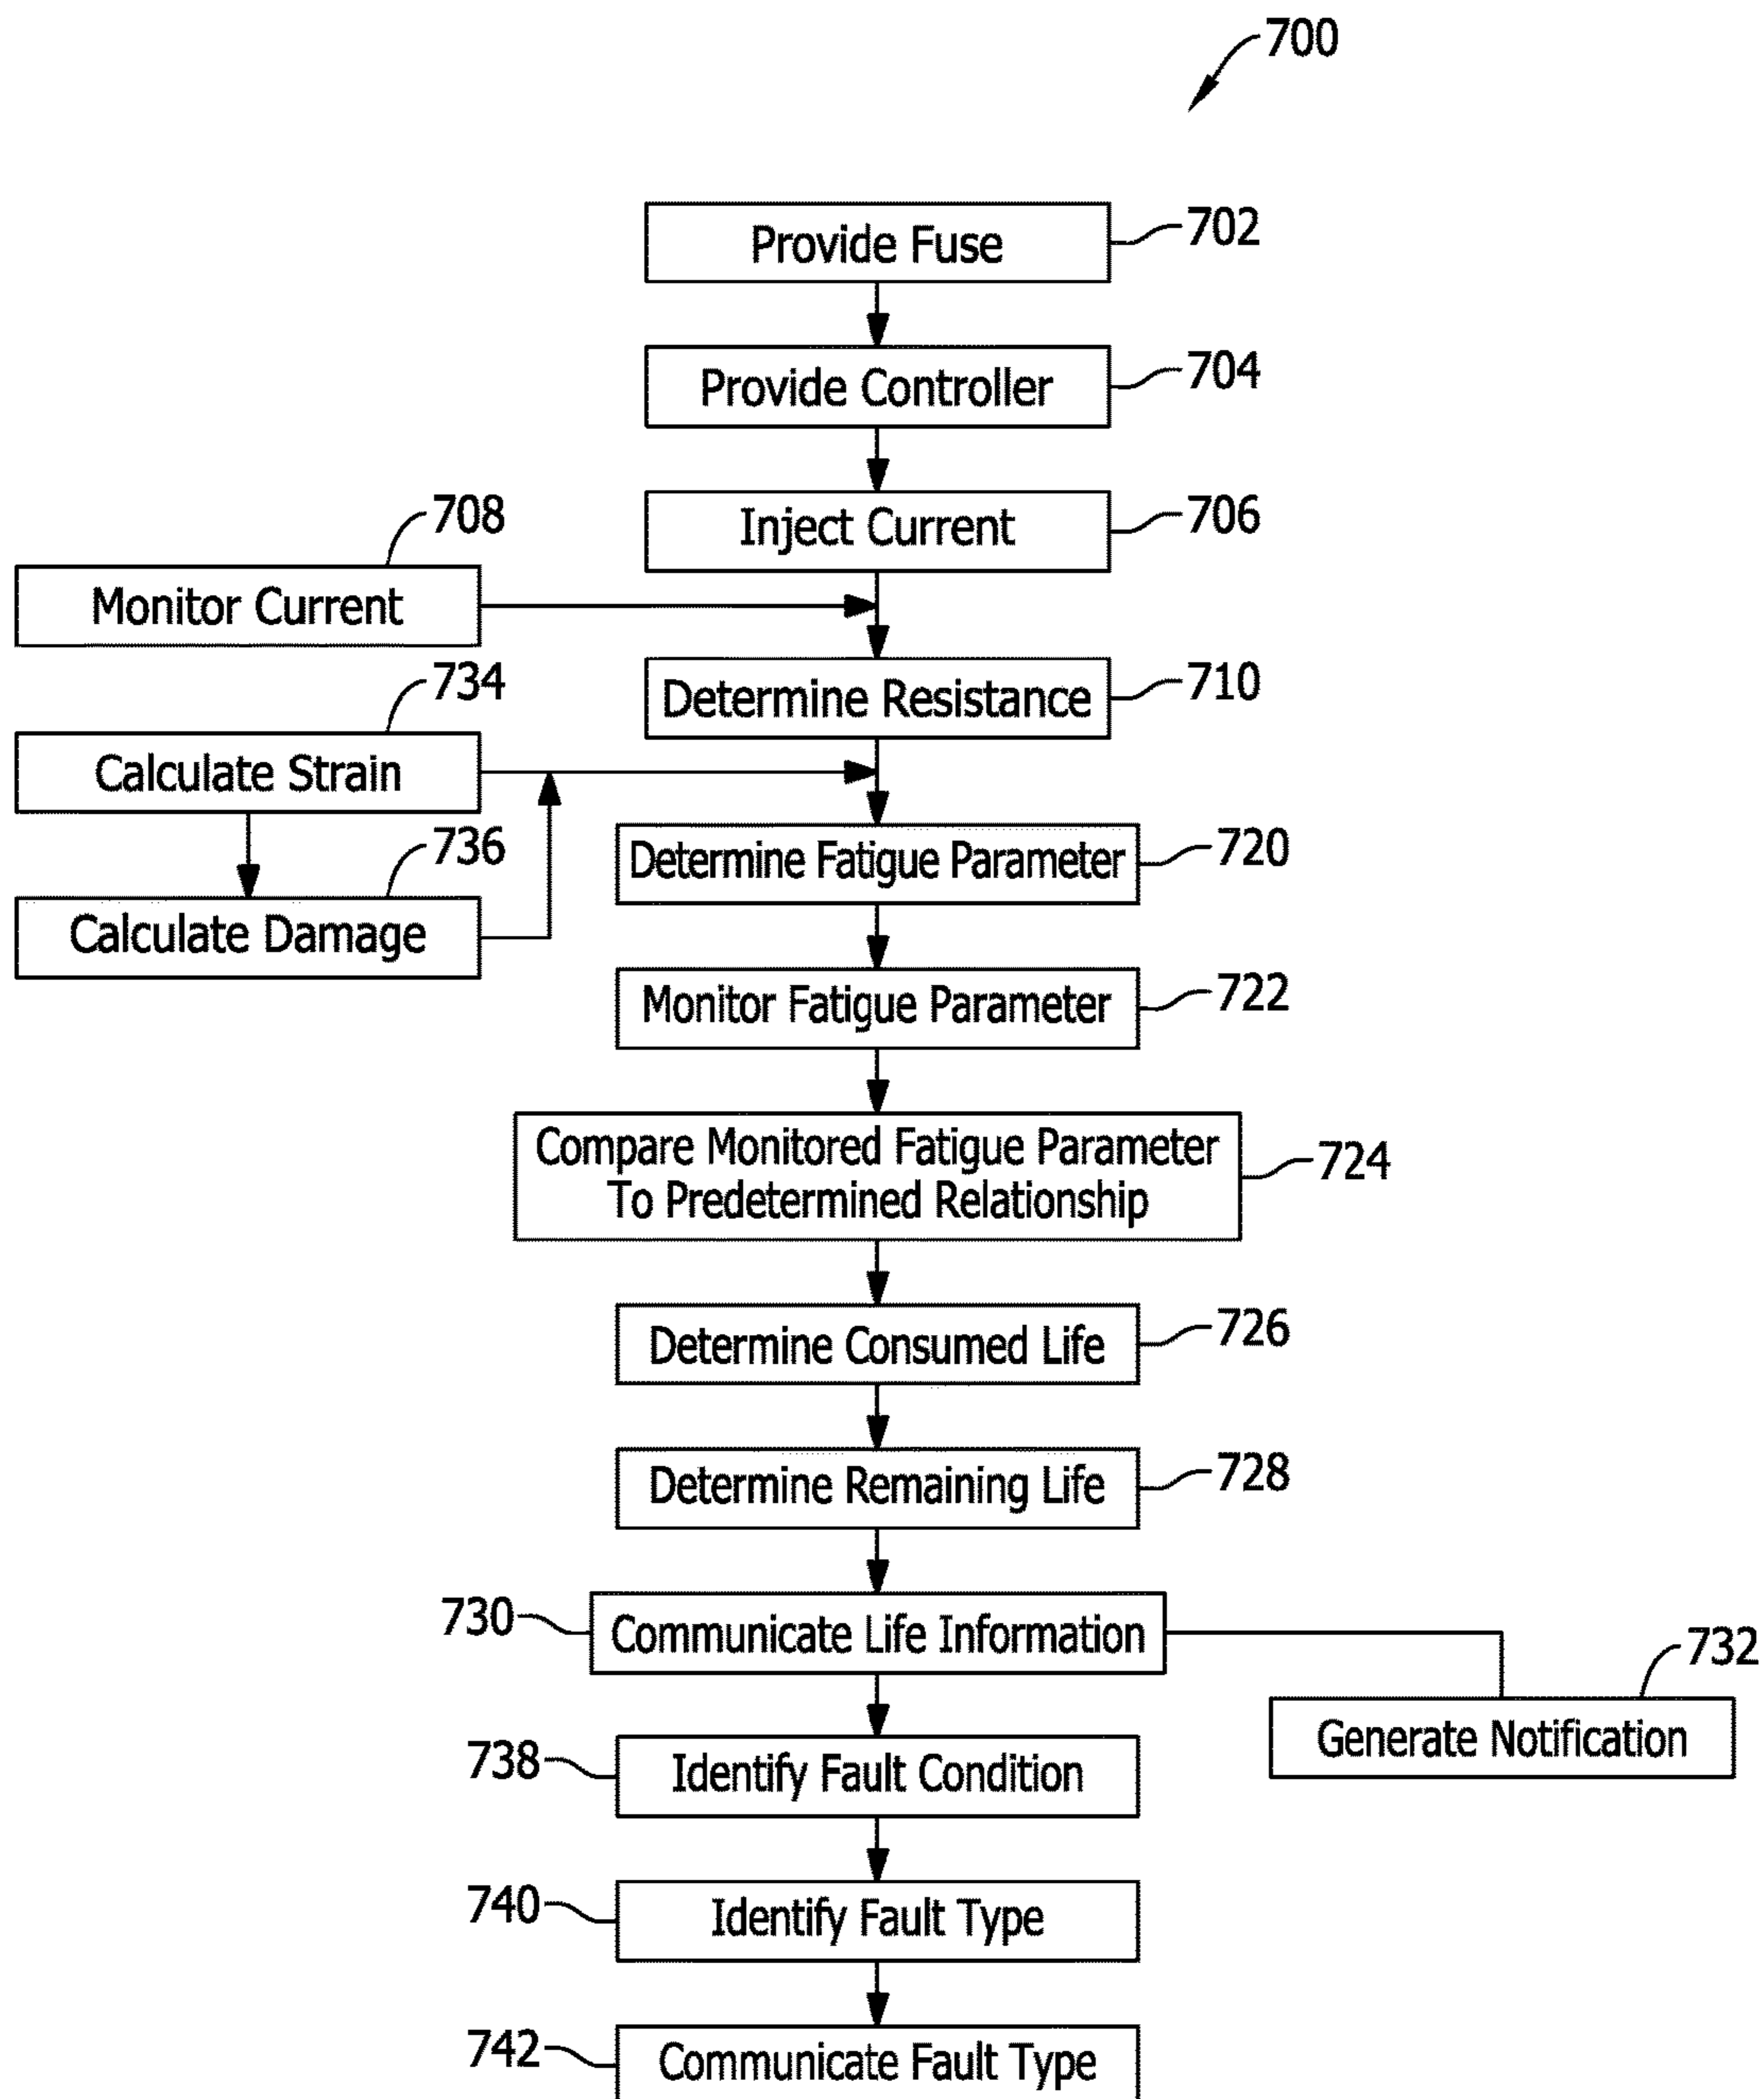 700
Provide Fuse
702
Provide Controller
704
Inject Current
706
708
Monitor Current
Determine Resistance
710
734
Calculate Strain
Determine Fatigue Parameter
720
736
Calculate Damage
Monitor Fatigue Parameter
722
Compare Monitored Fatigue Parameter
To Predetermined Relationship
724
Determine Consumed Life
726
Determine Remaining Life
728
730
Communicate Life Information
732
Generate Notification
738
Identify Fault Condition
740
Identify Fault Type
742
Communicate Fault Type